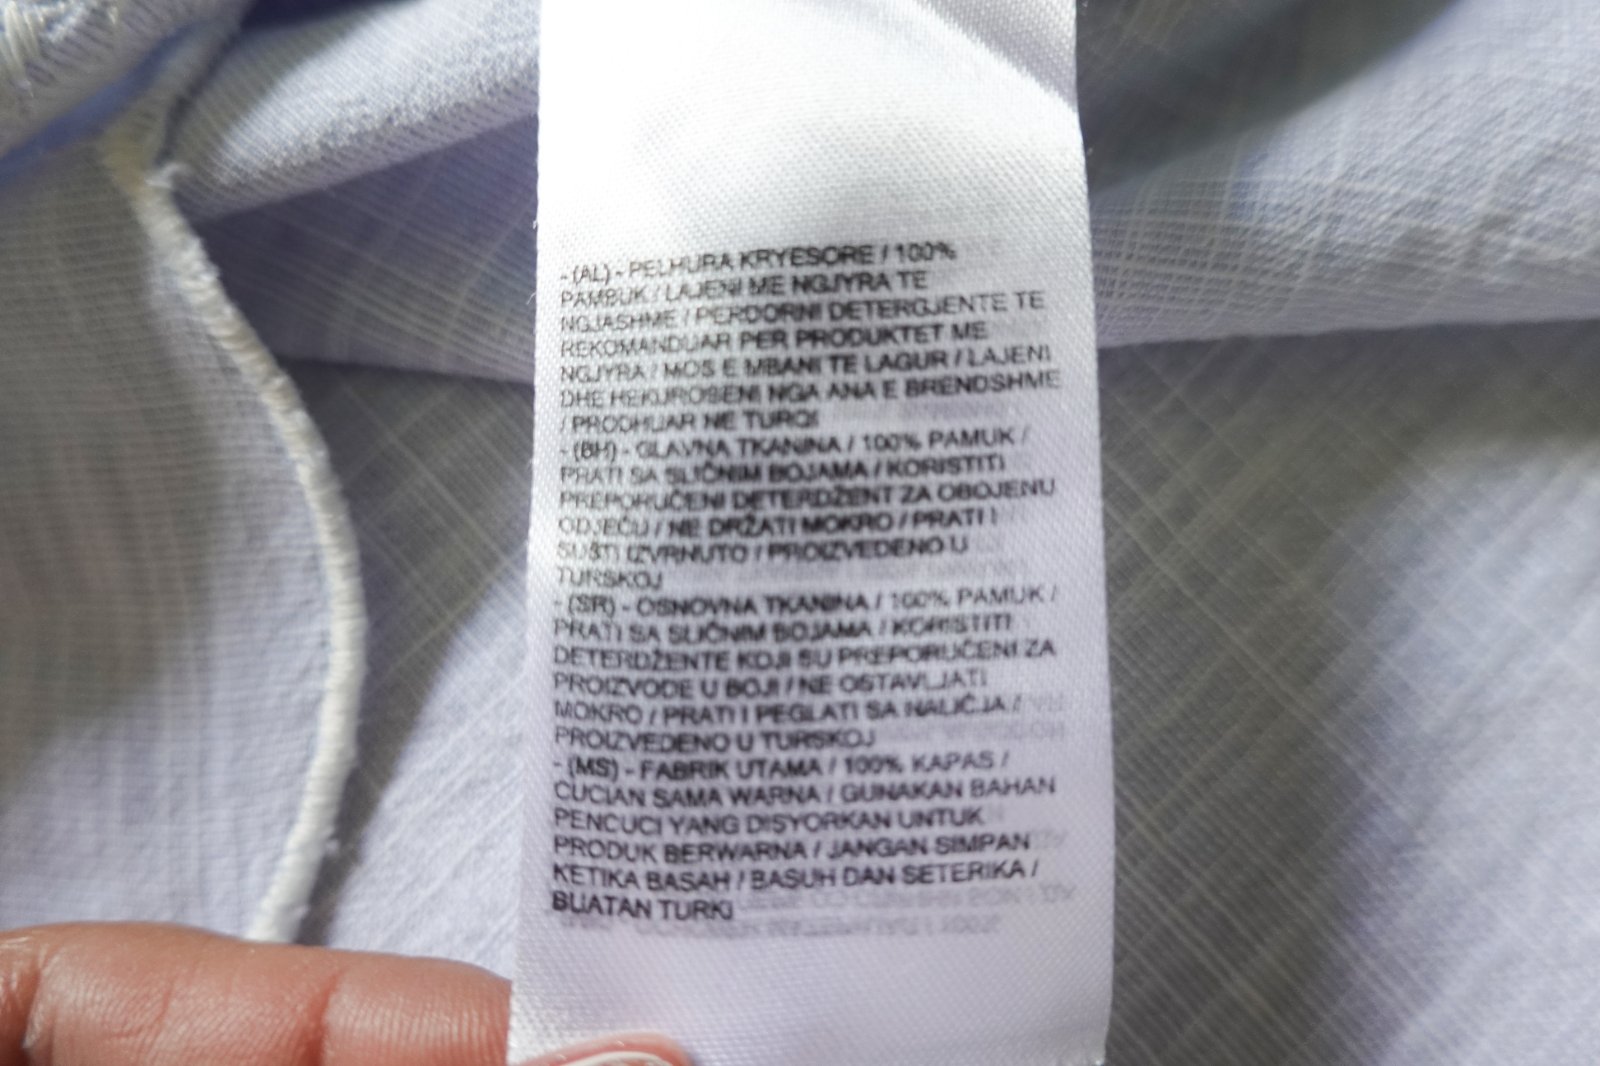 - (AL) - PELHURA KRYESORE / 100%
PAMBUK / LAJENI ME NGJYRA TE
NGJASHME / PERDORNI DETERGJENTE TE
REKOMANDUAR PER PRODUKTET ME
NGJYRA / MOS E MBANI TE LAGUR / LAJENI
DHE HEKUROSENI NGA ANA E BRENDSHME
/ PRODHUAR NE TURQI
- (BH) - GLAVNA TKANINA / 100% PAMUK /
PRATI SA SLIČNIM BOJAMA / KORISTITI
PREPORUČENI DETERDŽENT ZA OBOJENU
ODJEĆU / NE DRŽATI MOKRO / PRATI I
SUŠTI IZVRNUTO / PROIZVEDENO U
TURSKOJ
- (SR) - OSNOVNA TKANINA / 100% PAMUK /
PRATI SA SLIČNIM BOJAMA / KORISTITI
DETERDŽENTE KOJI SU PREPORUČENI ZA
PROIZVODE U BOJI / NE OSTAVLJATI
MOKRO / PRATI I PEGLATI SA NALIČJA /
PROIZVEDENO U TURSKOJ
- (MS) - FABRIK UTAMA / 100% KAPAS /
CUCIAN SAMA WARNA / GUNAKAN BAHAN
PENCUCI YANG DISYORKAN UNTUK
PRODUK BERWARNA / JANGAN SIMPAN
KETIKA BASAH / BASUH DAN SETERIKA /
BUATAN TURKI